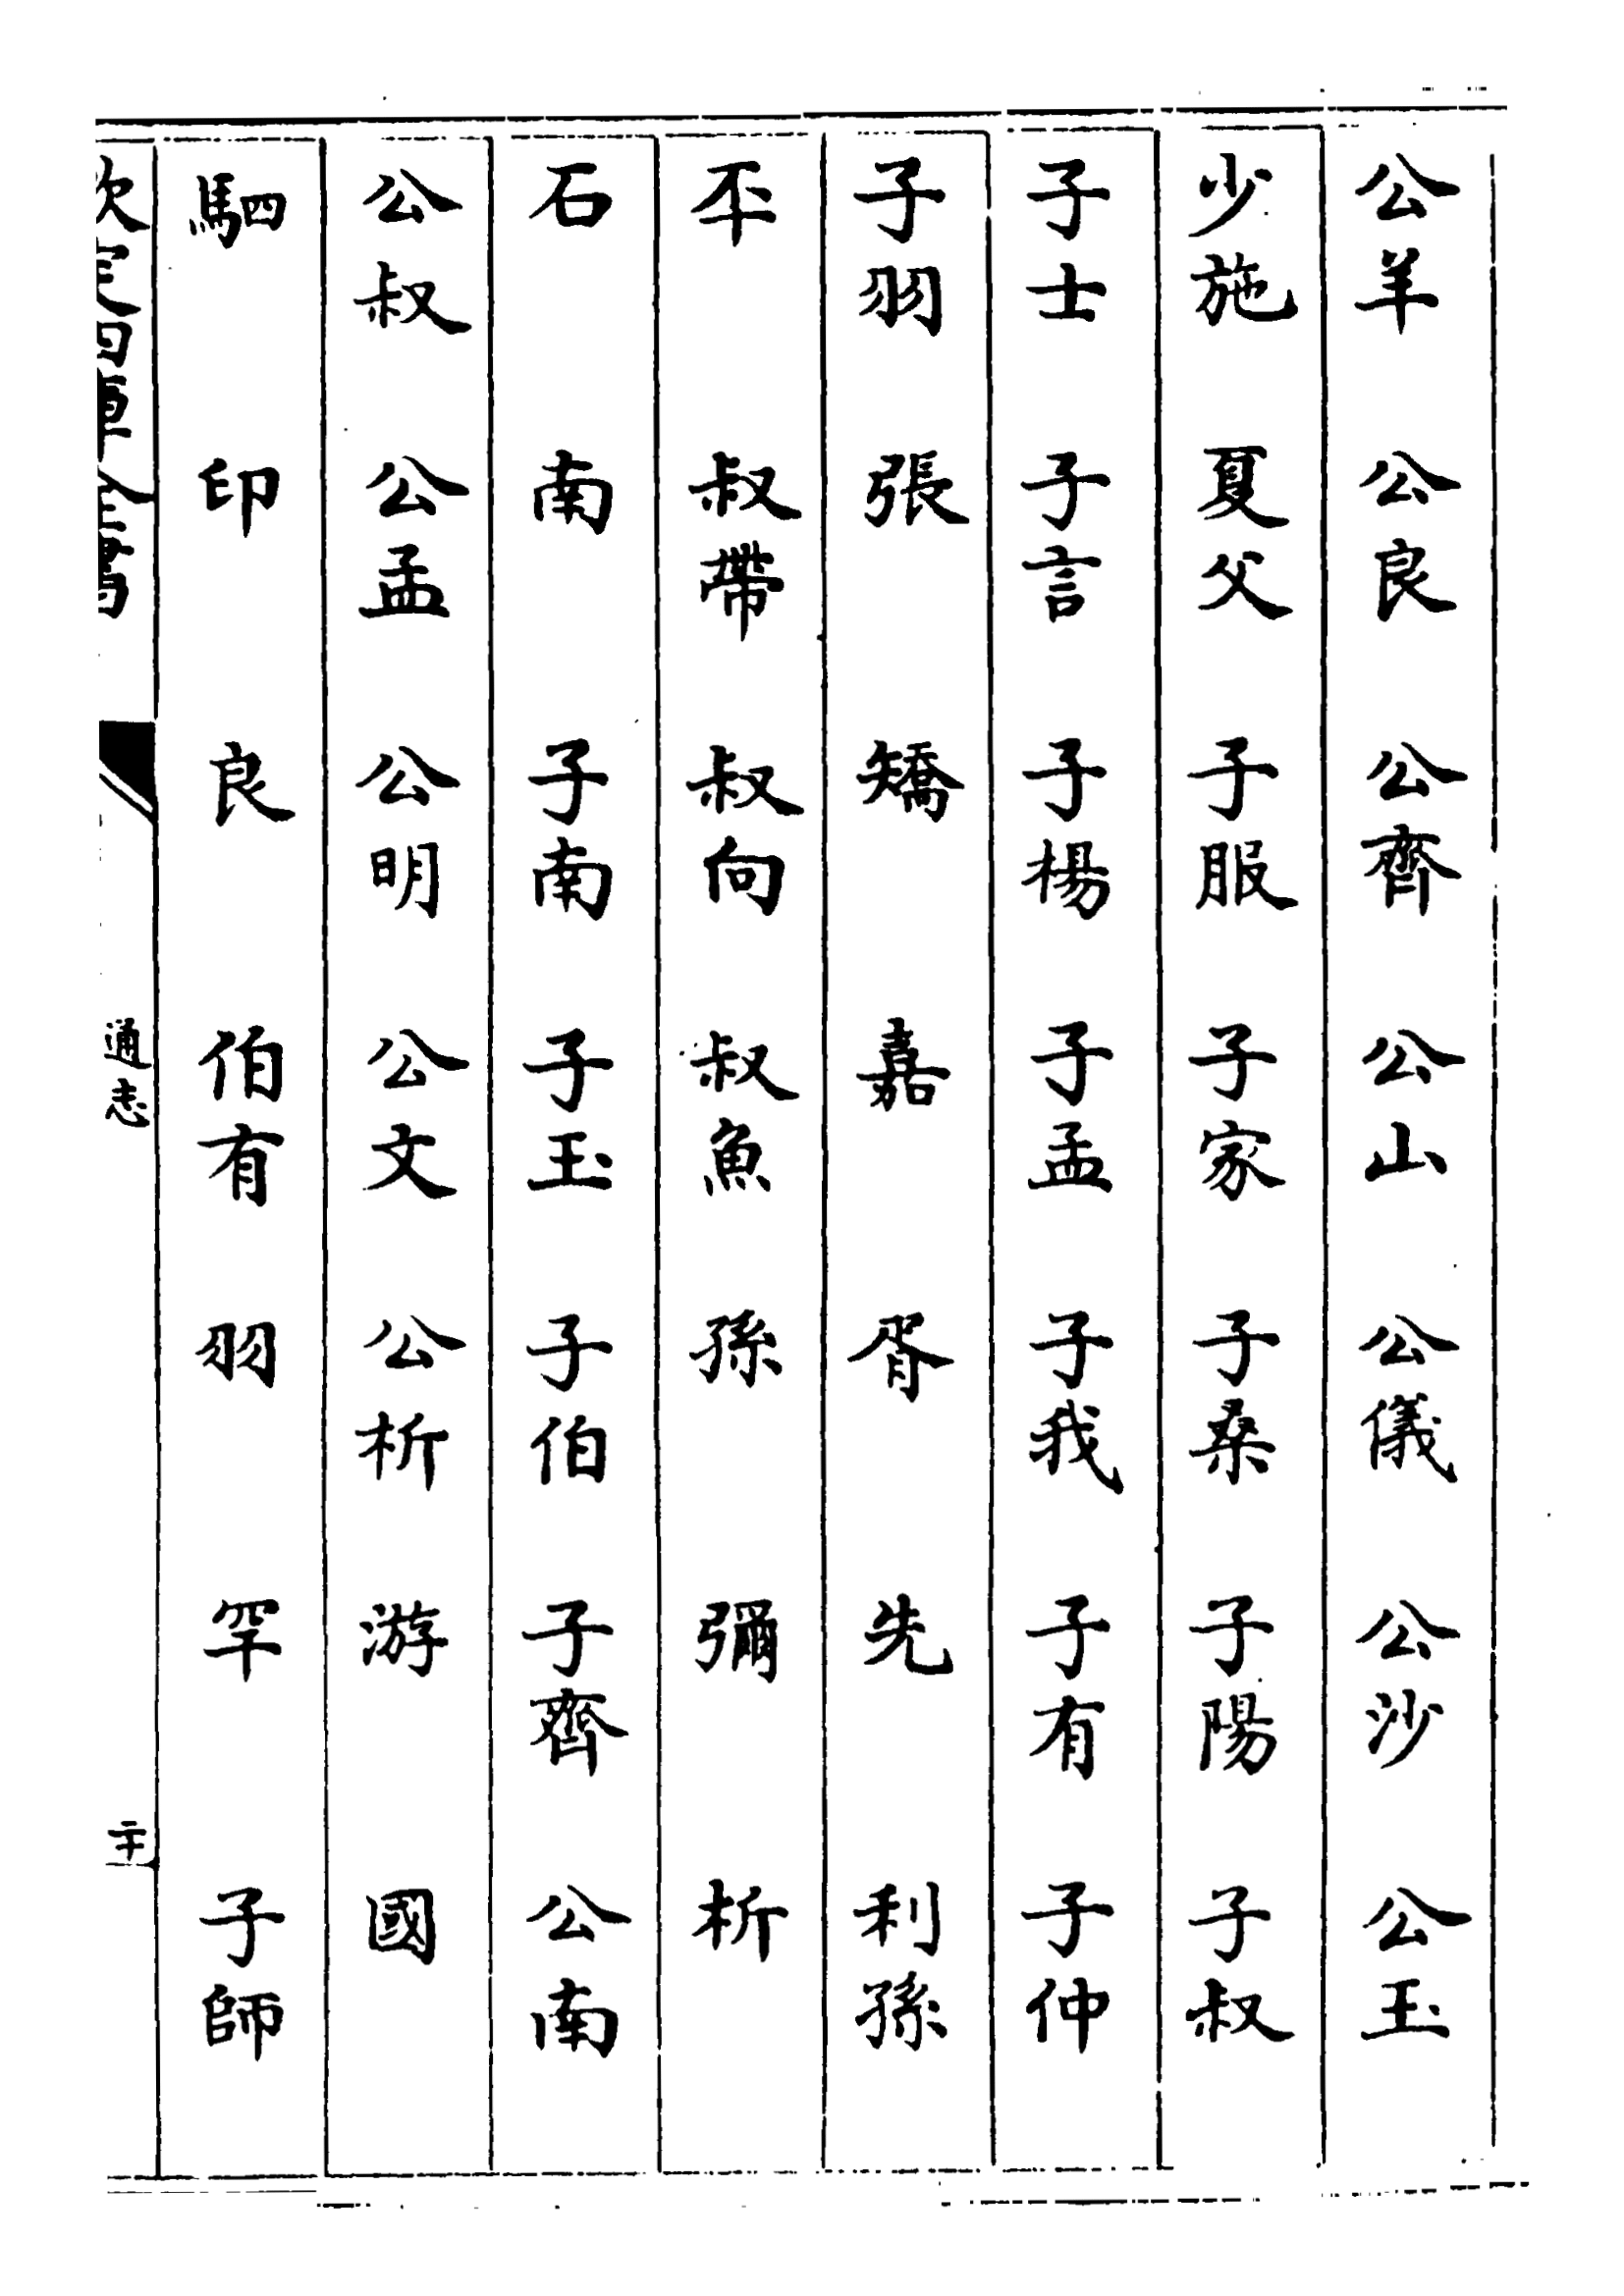 公羊 公良 公齊 公山 公儀 公沙 公玉
少施 夏父 子服 子家 子桑 子陽 子叔
子士 子言 子楊 子孟 子我 子有 子仲
子羽 張 矯 嘉 胥 先 利孫
㔻 叔帶 叔向 叔魚 孫 彌 析
石 南 子南 子玉 子伯 子齊 公南
公叔 公孟 公明 公文 公析 游 國
駟 印 良 伯有 羽 罕 子師
欽定四庫全書 通志 二十